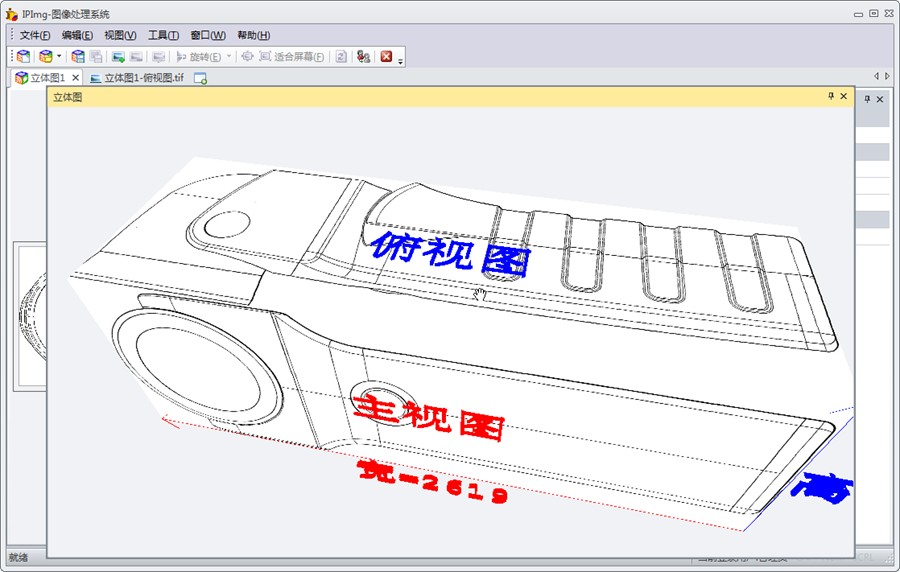 IPImg-图像处理系统
文件(F) 编辑(E) 视图(V) 工具(T) 窗口(W) 帮助(H)
旋转(E) 适合屏幕(F)
立体图1 立体图1-俯视图.tif
立体图
俯视图
主视图
宽=2619
高
就绪